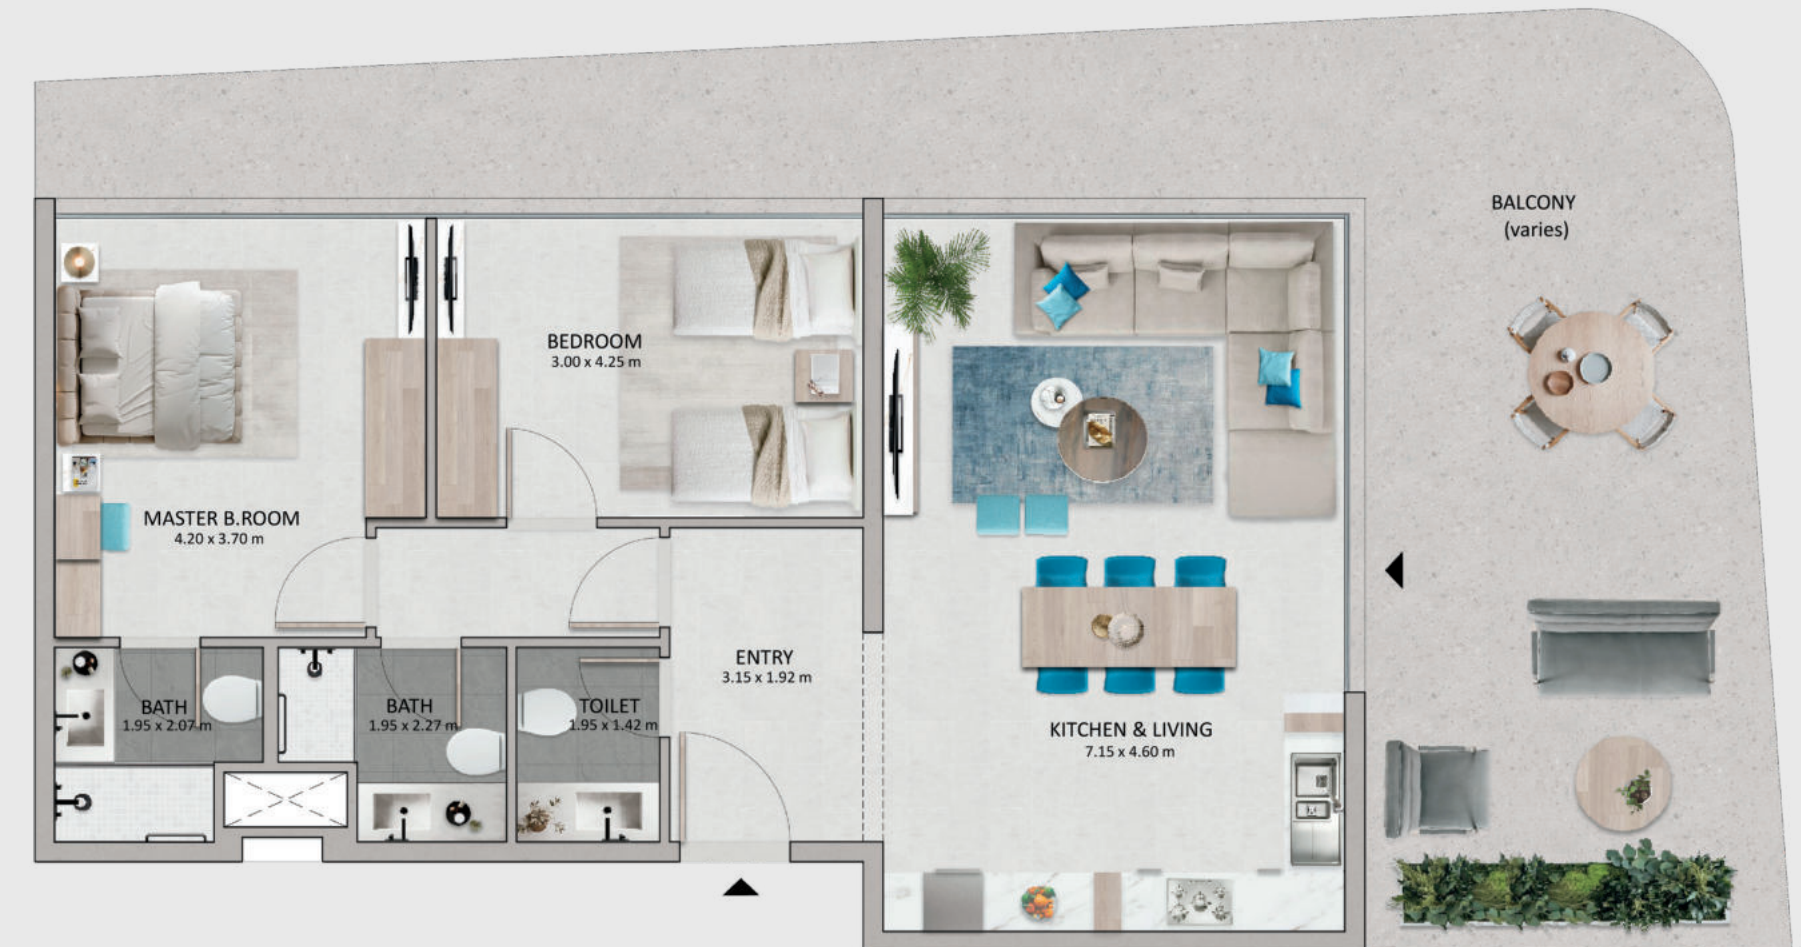 BALCONY
(varies)
BEDROOM
3.00 x 4.25 m
MASTER B.ROOM
4.20 x 3.70 m
ENTRY
3.15 x 1.92 m
BATH
1.95 x 2.07 m
BATH
1.95 x 2.27 m
TOILET
1.95 x 1.42 m
KITCHEN & LIVING
7.15 x 4.60 m